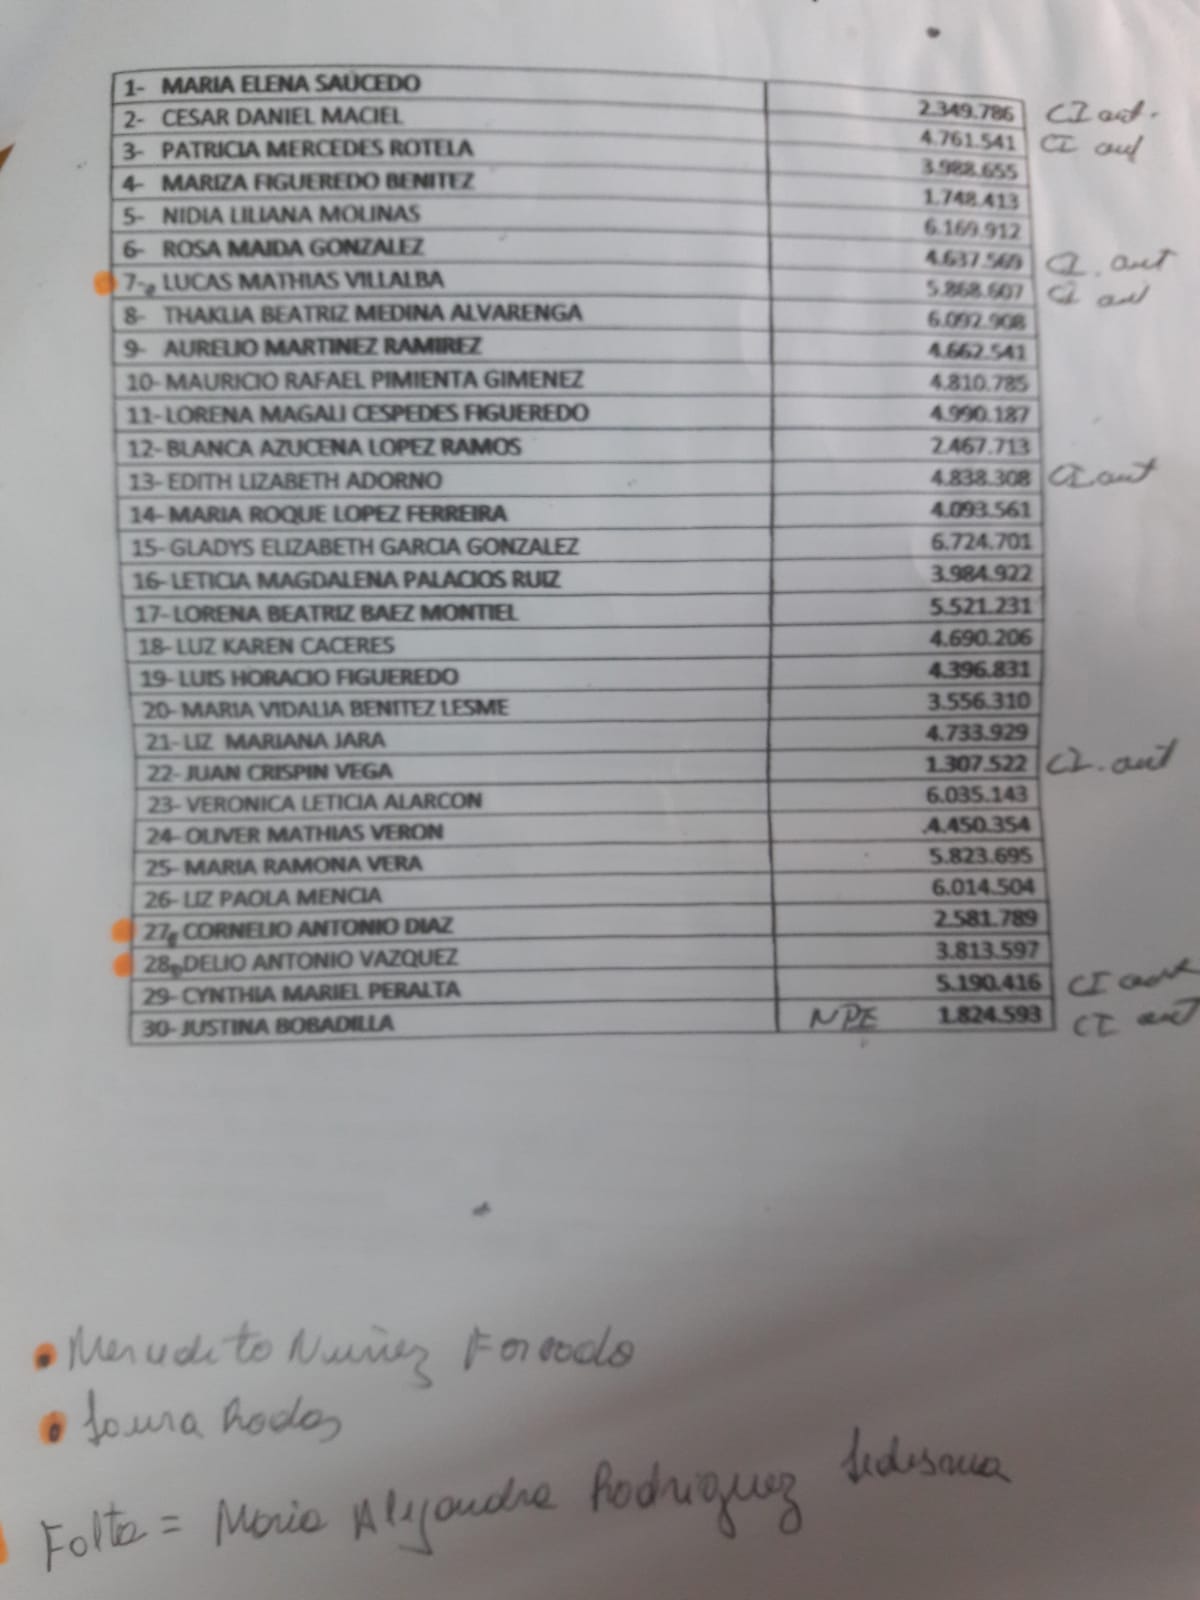 1- MARIA ELENA SAUCEDO 2.349.786 CI ant.
2- CESAR DANIEL MACIEL 4.761.541 CI ant
3- PATRICIA MERCEDES ROTELA 3.988.655
4- MARIZA FIGUEREDO BENITEZ 1.748.413
5- NIDIA LILIANA MOLINAS 6.169.912
6- ROSA MAIDA GONZALEZ 4.637.569 CI. ant
7- LUCAS MATHIAS VILLALBA 5.868.607 CI ant
8- THAKLIA BEATRIZ MEDINA ALVARENGA 6.092.908
9- AURELIO MARTINEZ RAMIREZ 4.662.541
10- MAURICIO RAFAEL PIMIENTA GIMENEZ 4.810.785
11- LORENA MAGALI CESPEDES FIGUEREDO 4.990.187
12- BLANCA AZUCENA LOPEZ RAMOS 2.467.713
13- EDITH LIZABETH ADORNO 4.838.308 CI.ant
14- MARIA ROQUE LOPEZ FERREIRA 4.093.561
15- GLADYS ELIZABETH GARCIA GONZALEZ 6.724.701
16- LETICIA MAGDALENA PALACIOS RUIZ 3.984.922
17- LORENA BEATRIZ BAEZ MONTIEL 5.521.231
18- LUZ KAREN CACERES 4.690.206
19- LUIS HORACIO FIGUEREDO 4.396.831
20- MARIA VIDALIA BENITEZ LESME 3.556.310
21- LIZ MARIANA JARA 4.733.929
22- JUAN CRISPIN VEGA 1.307.522 CI. ant
23- VERONICA LETICIA ALARCON 6.035.143
24- OLIVER MATHIAS VERON .4.450.354
25- MARIA RAMONA VERA 5.823.695
26- LIZ PAOLA MENCIA 6.014.504
27- CORNELIO ANTONIO DIAZ 2.581.789
28- DELIO ANTONIO VAZQUEZ 3.813.597
29- CYNTHIA MARIEL PERALTA 5.190.416 CI ant
30- JUSTINA BOBADILLA NPE 1.824.593 CI ant
• Nuñez
• Laura Rodas
Falta = Maria Alejandra Rodriguez Ledesma